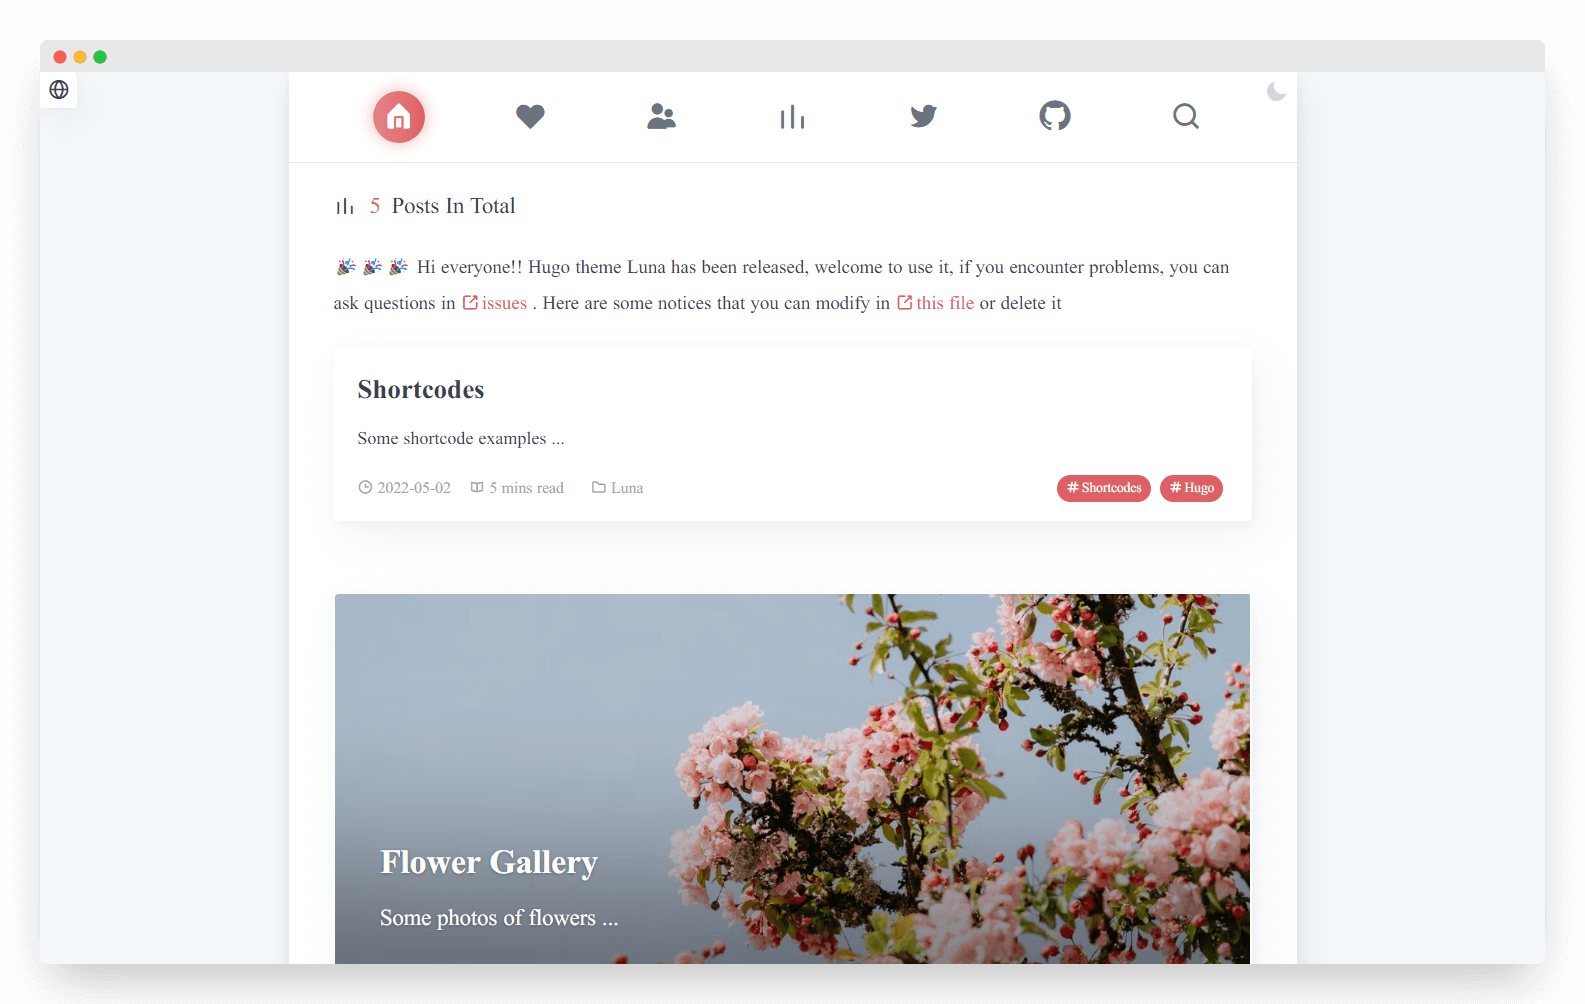 5 Posts In Total
🎉 🎉 🎉 Hi everyone!! Hugo theme Luna has been released, welcome to use it, if you encounter problems, you can
ask questions in issues . Here are some notices that you can modify in this file or delete it
Shortcodes
Some shortcode examples ...
2022-05-02 5 mins read Luna # Shortcodes # Hugo
Flower Gallery
Some photos of flowers ...